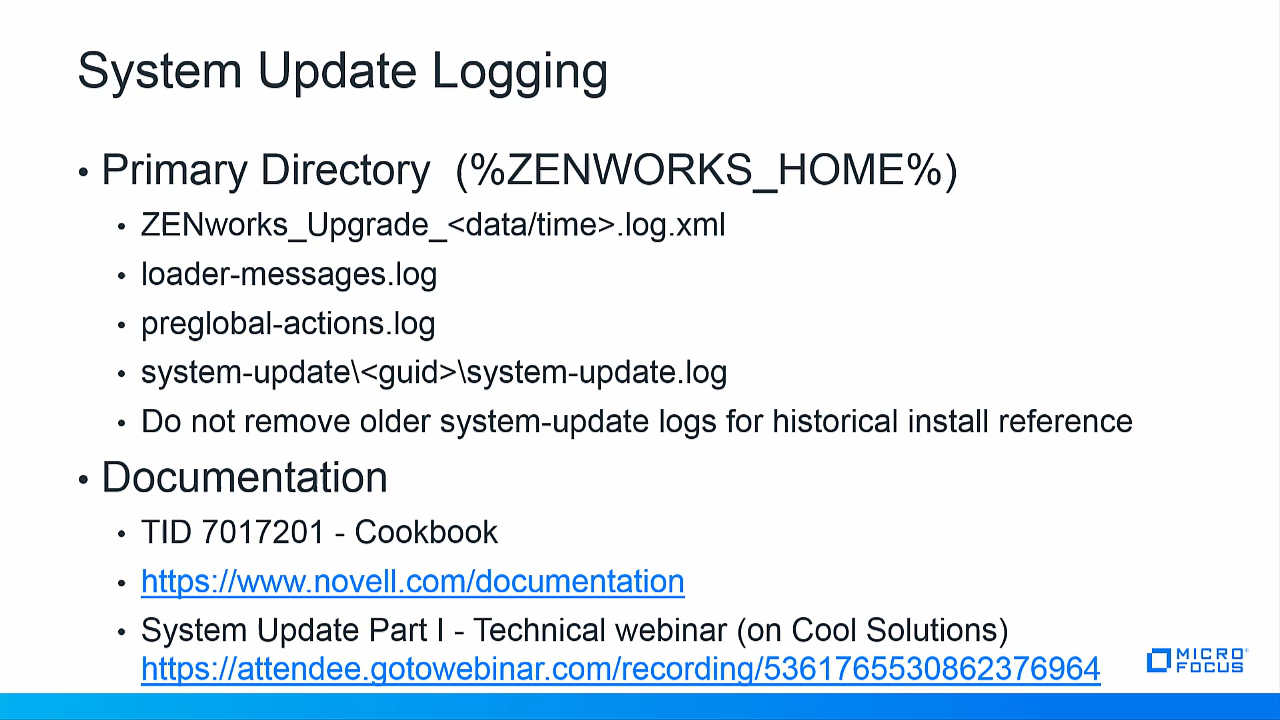 System Update Logging
• Primary Directory (%ZENWORKS_HOME%)
• ZENworks_Upgrade_<data/time>.log.xml
• loader-messages.log
• preglobal-actions.log
• system-update\<guid>\system-update.log
• Do not remove older system-update logs for historical install reference
• Documentation
• TID 7017201 - Cookbook
• https://www.novell.com/documentation
• System Update Part I - Technical webinar (on Cool Solutions)
https://attendee.gotowebinar.com/recording/5361765530862376964
MICRO
FOCUS